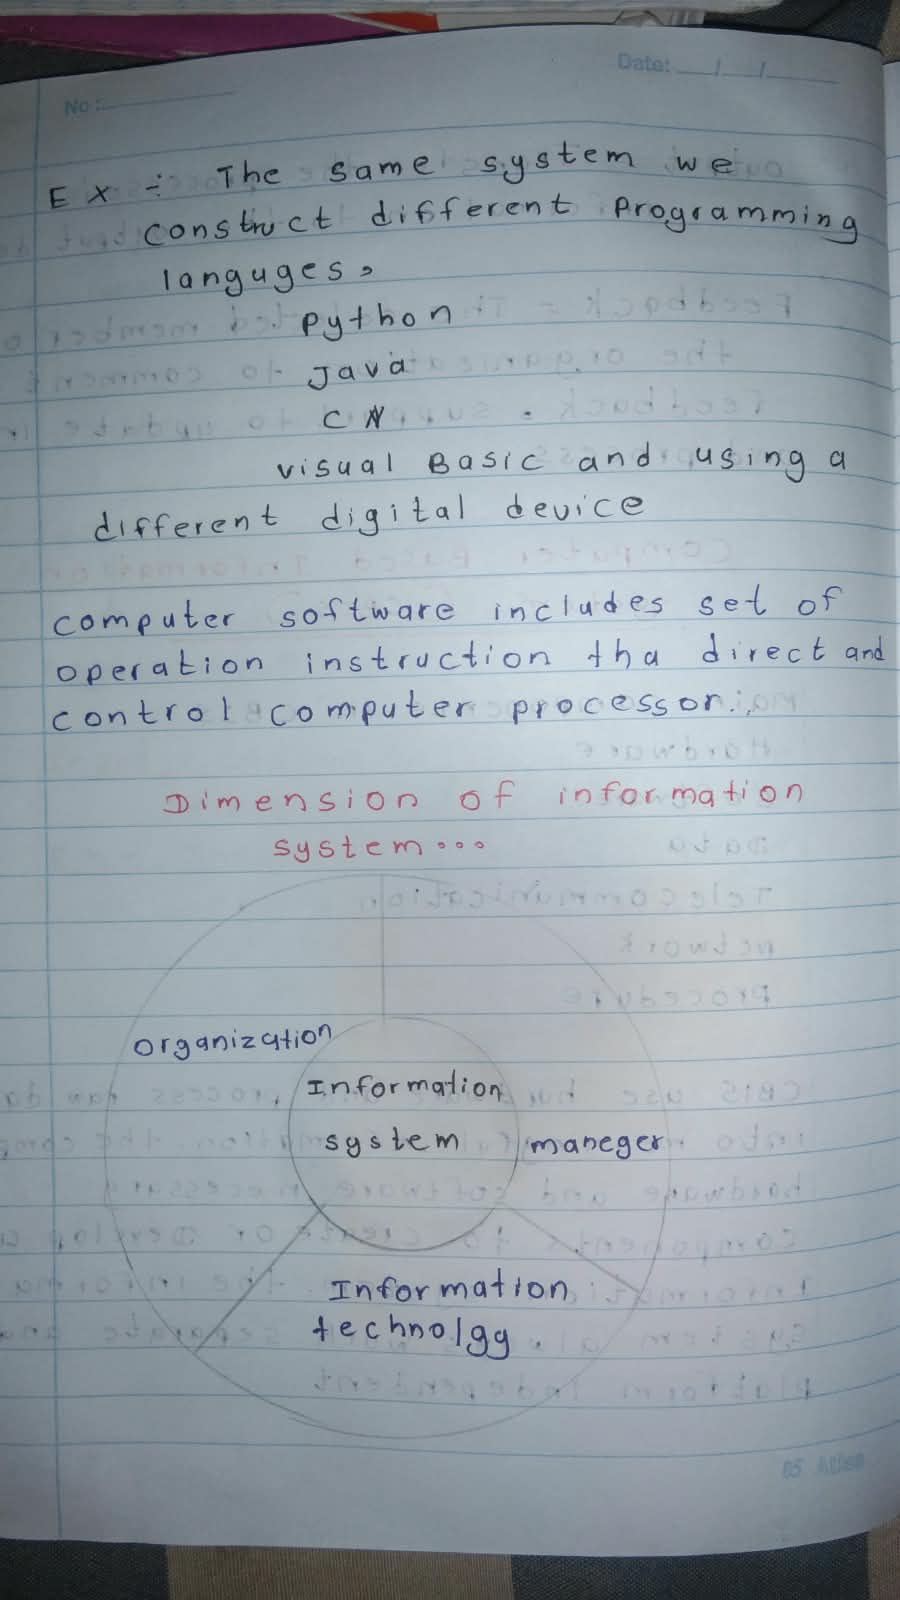 No:
Date: / /
Ex ÷ The same system we
construct different Programming
languges,
python
Java
C
visual Basic and using a
different digital device
computer software includes set of
operation instruction tha direct and
control computer processor.
Dimension of information
system...
organization
Information
system
maneger
Information
technolgy.